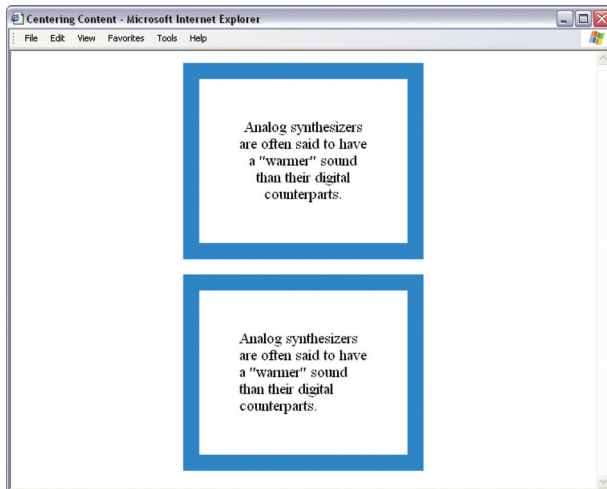 Centering Content - Microsoft Internet Explorer
File Edit View Favorites Tools Help
Analog synthesizers
are often said to have
a "warmer" sound
than their digital
counterparts.
Analog synthesizers
are often said to have
a "warmer" sound
than their digital
counterparts.